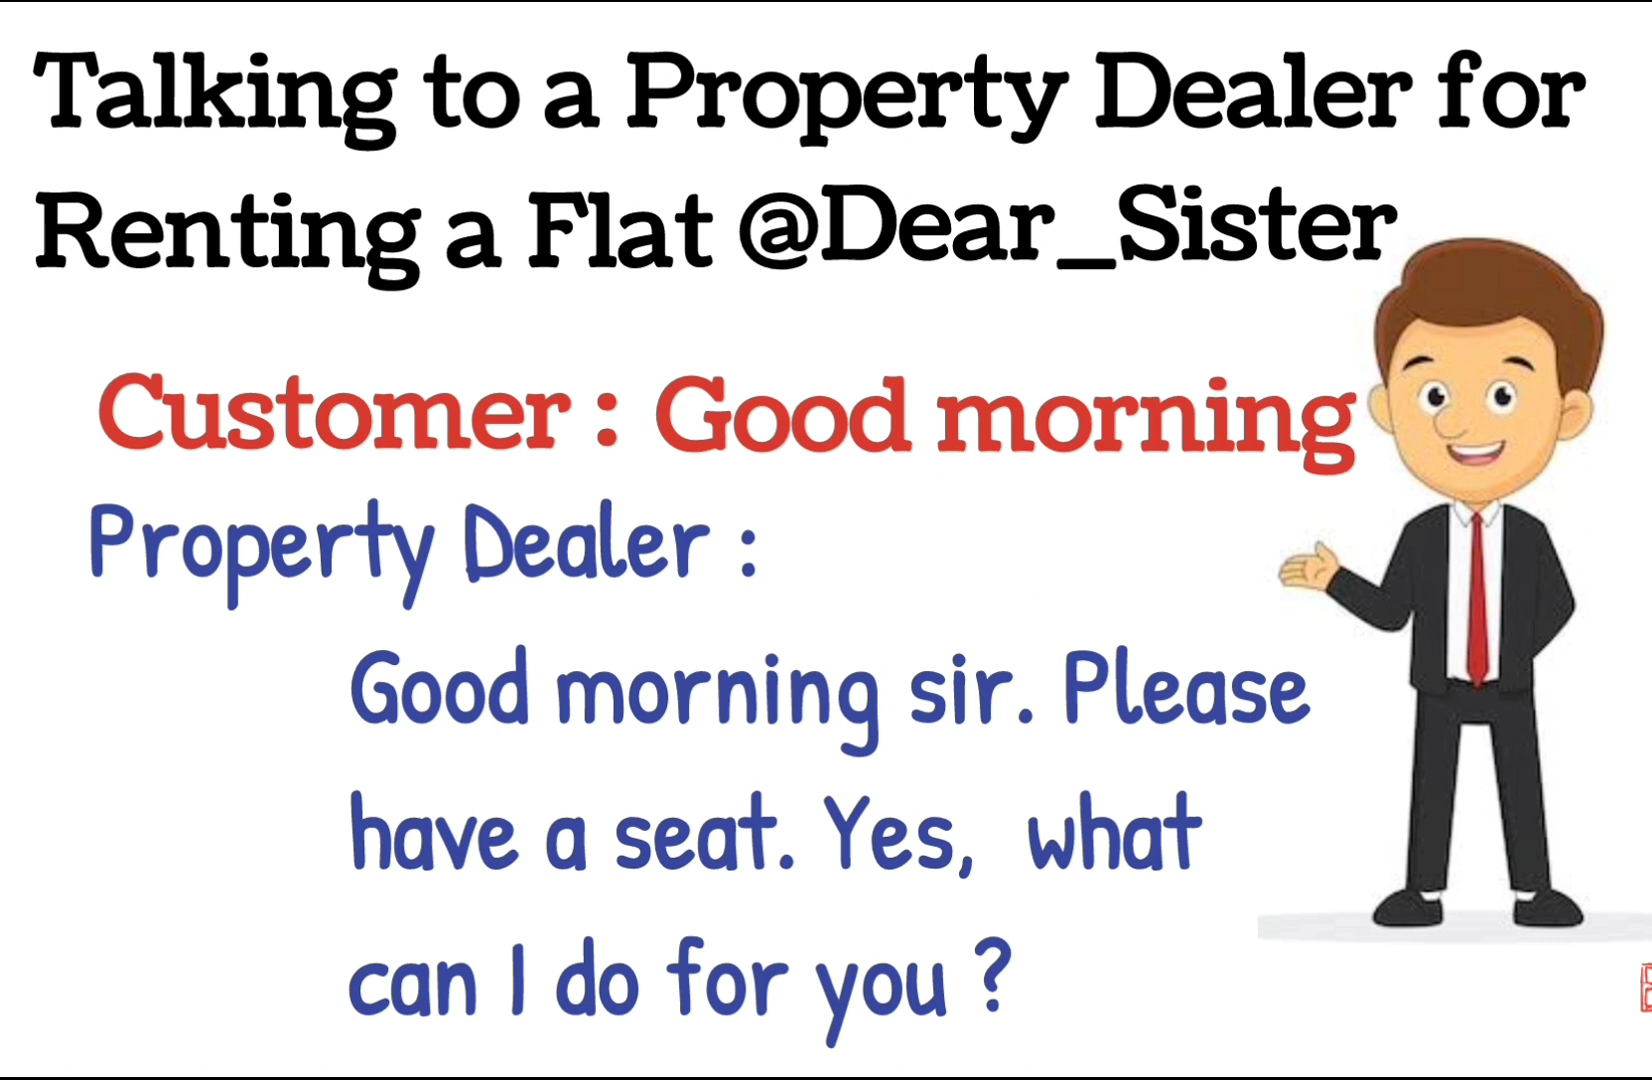 Talking to a Property Dealer for
Renting a Flat @Dear_Sister
Customer : Good morning
Property Dealer :
Good morning sir. Please
have a seat. Yes, what
can I do for you ?